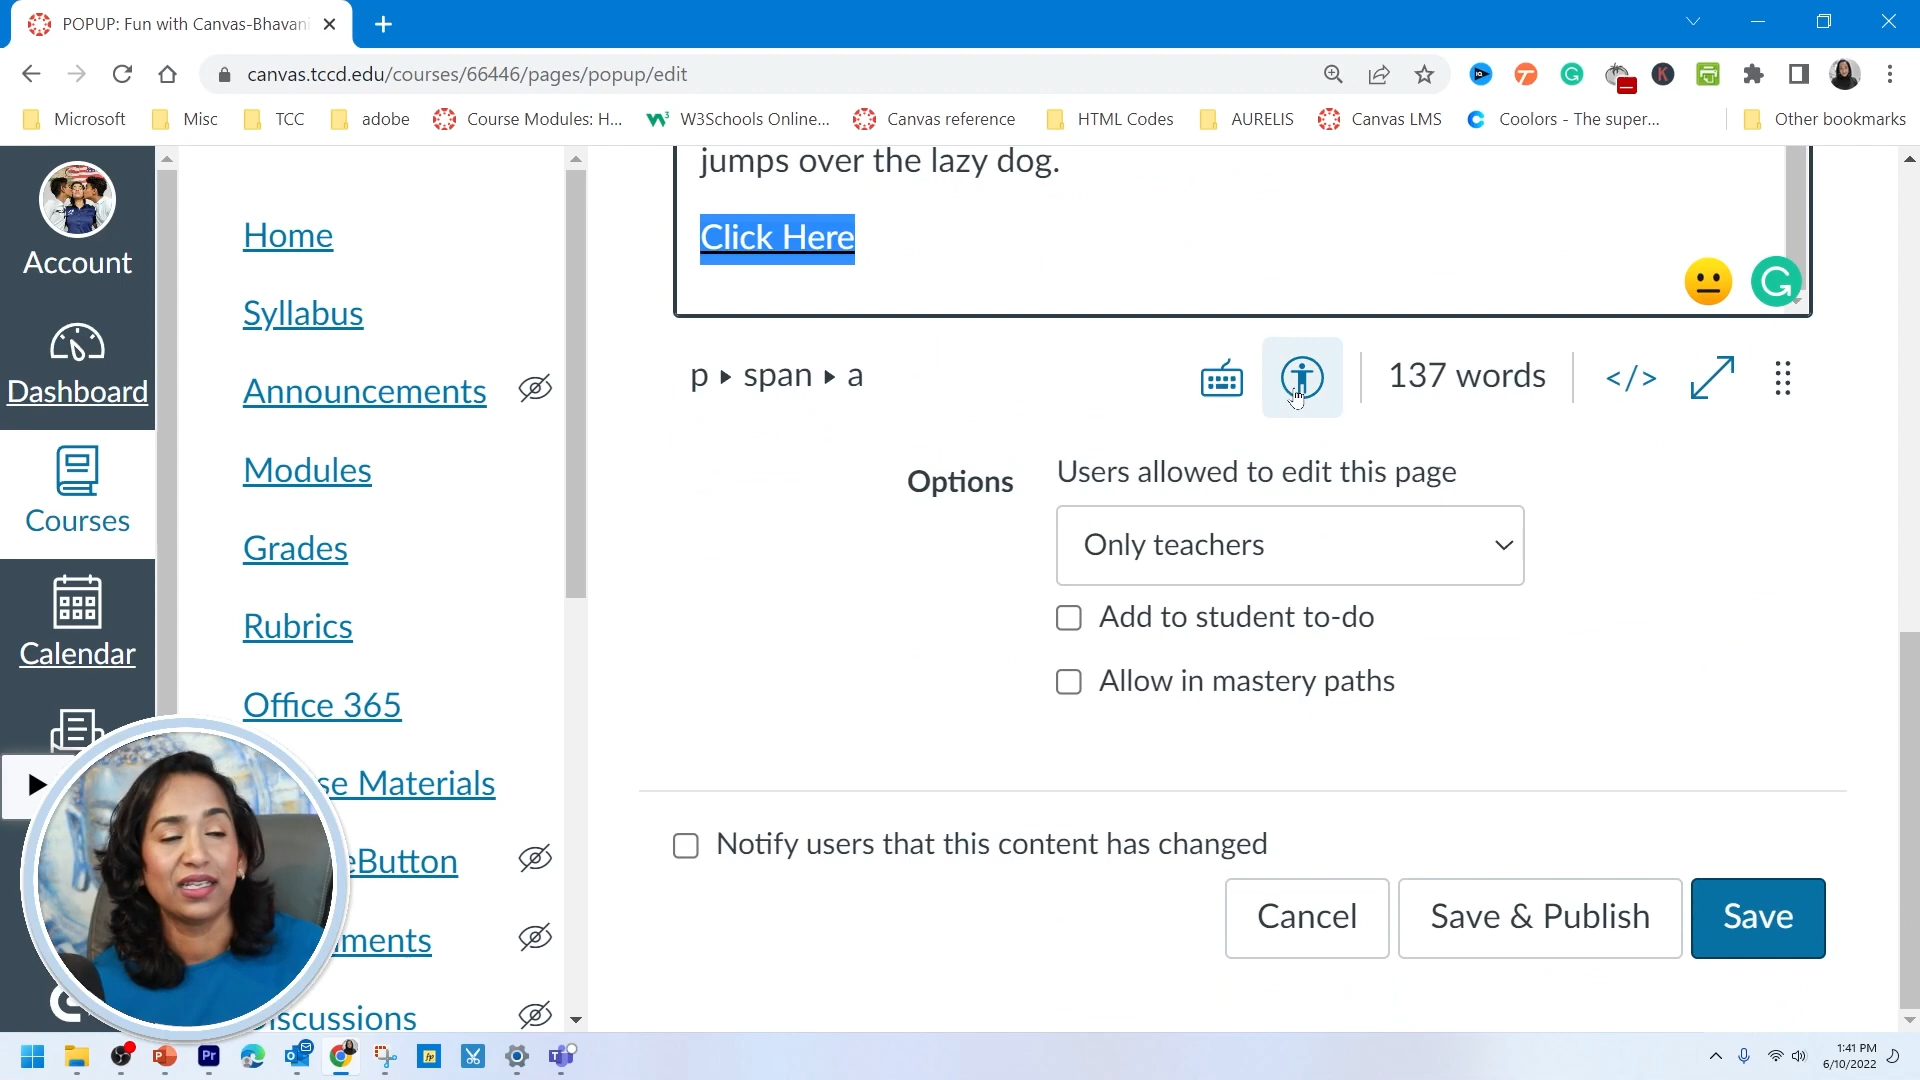 POPUP: Fun with Canvas-Bhavani
canvas.tccd.edu/courses/66446/pages/popup/edit
Microsoft Misc TCC adobe Course Modules: H... W3Schools Online... Canvas reference HTML Codes AURELIS Canvas LMS Coolors - The super... Other bookmarks
Account
Dashboard
Courses
Calendar
Home
Syllabus
Announcements
Modules
Grades
Rubrics
Office 365
se Materials
eButton
nments
iscussions
jumps over the lazy dog.
Click Here
p ▸ span ▸ a
137 words
</>
Options
Users allowed to edit this page
Only teachers
Add to student to-do
Allow in mastery paths
Notify users that this content has changed
Cancel
Save & Publish
Save
1:41 PM
6/10/2022